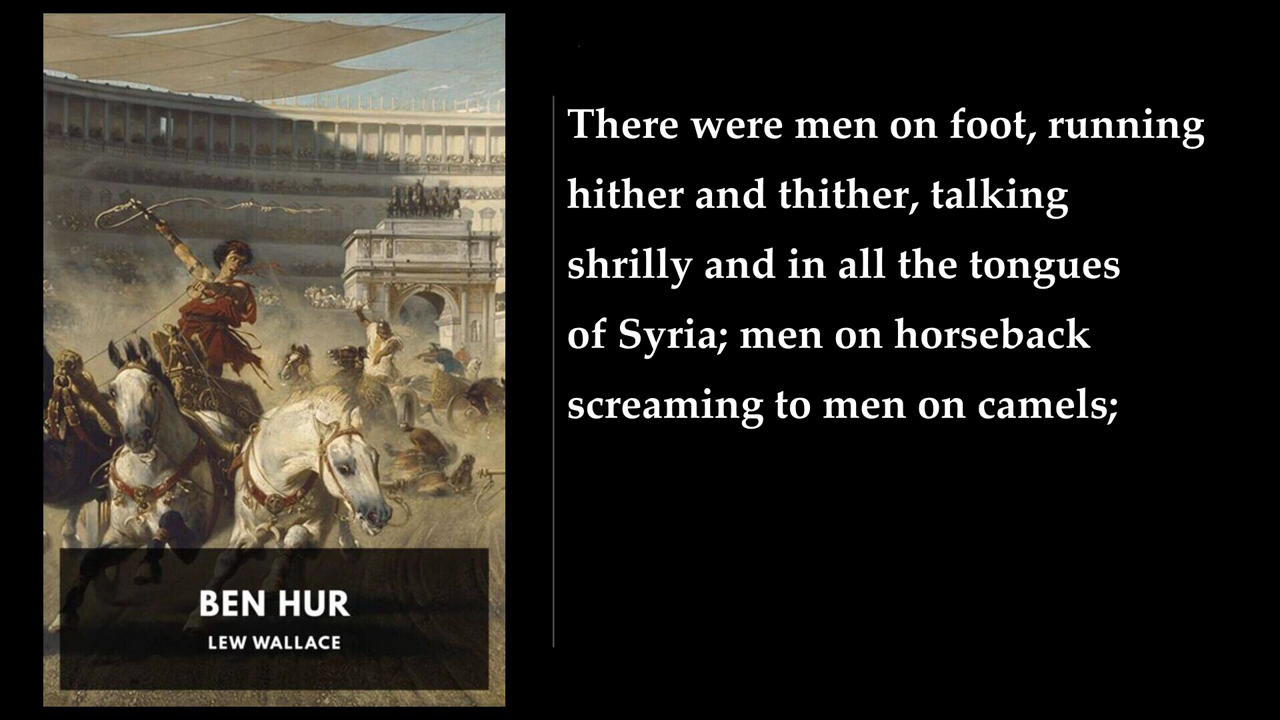 There were men on foot, running
hither and thither, talking
shrilly and in all the tongues
of Syria; men on horseback
screaming to men on camels;
BEN HUR
LEW WALLACE